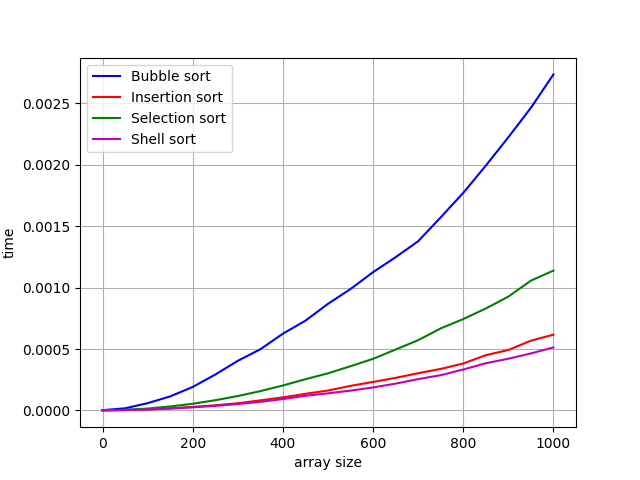 Bubble sort
Insertion sort
Selection sort
Shell sort
0.0025
0.0020
0.0015
0.0010
0.0005
0.0000
time
0 200 400 600 800 1000
array size